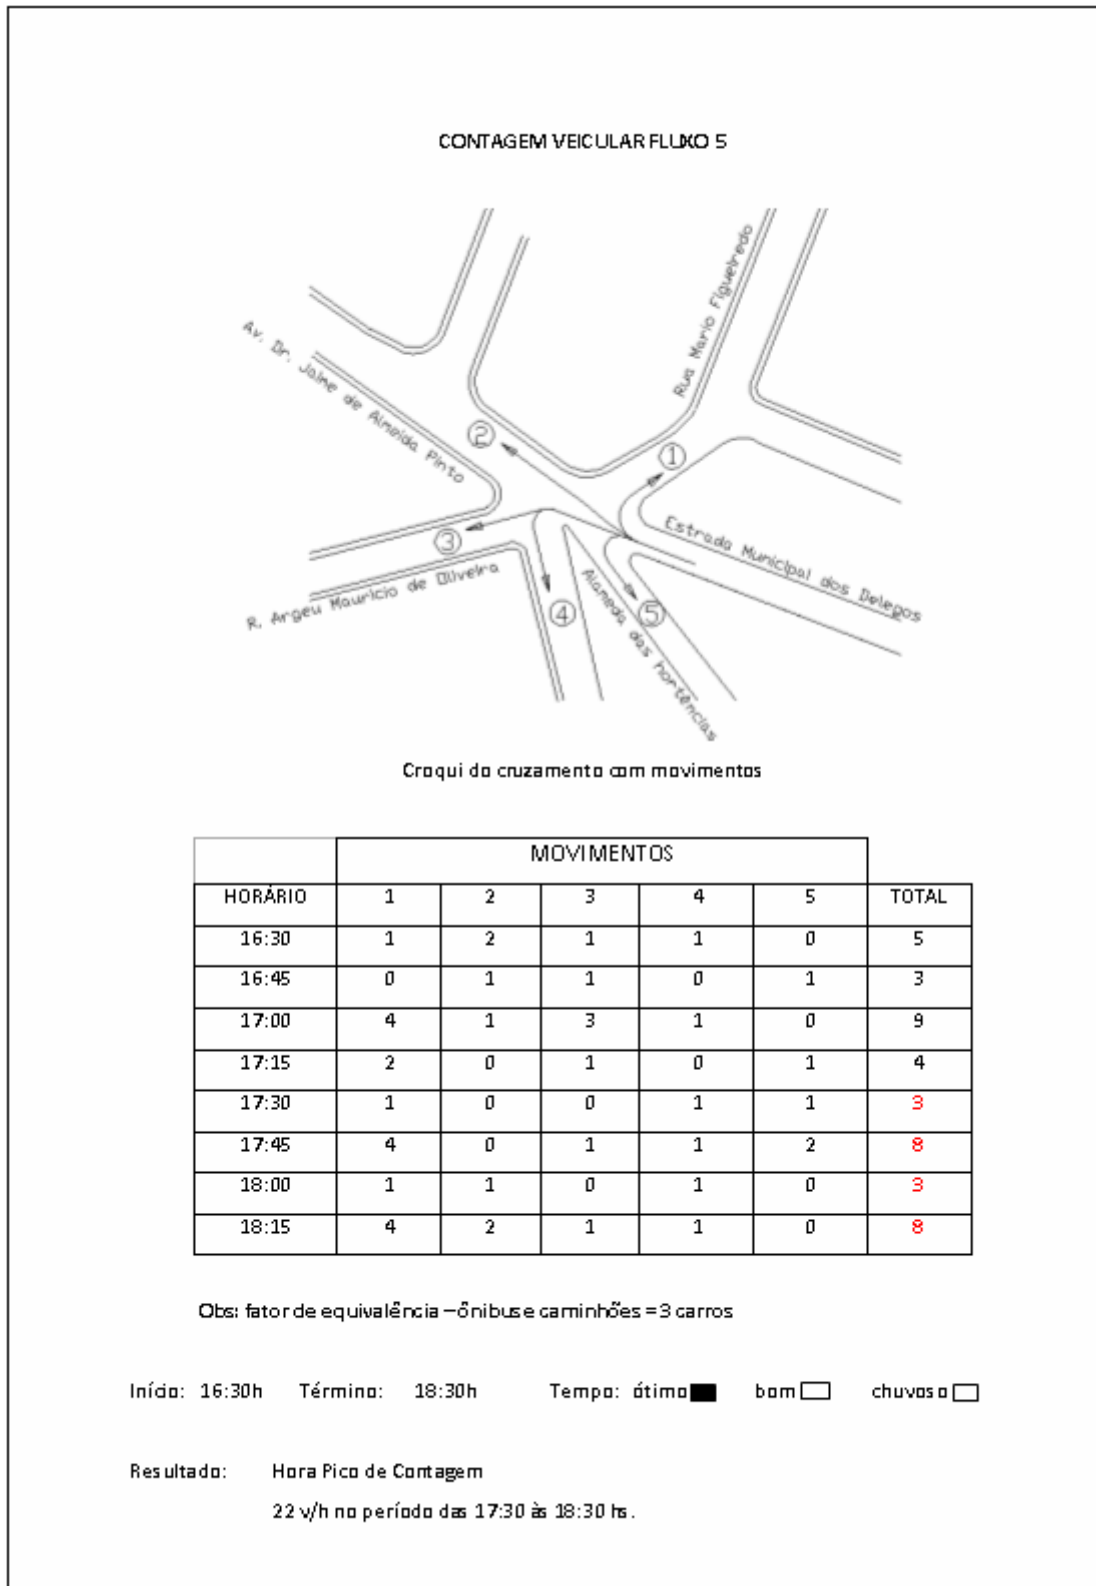 CONTAGEM VEICULAR FLUXO 5
Rua Mario Figueiredo
Av. Dr. Jaime de Almeida Pinto
2
1
Estrada Municipal dos Delegos
3
R. Argeu Mauricio de Oliveira
4
5
Alameda das hortências
Croqui do cruzamento com movimentos
MOVIMENTOS
HORÁRIO 1 2 3 4 5 TOTAL
16:30 1 2 1 1 0 5
16:45 0 1 1 0 1 3
17:00 4 1 3 1 0 9
17:15 2 0 1 0 1 4
17:30 1 0 0 1 1 3
17:45 4 0 1 1 2 8
18:00 1 1 0 1 0 3
18:15 4 2 1 1 0 8
Obs: fator de equivalência – ônibus e caminhões = 3 carros
Início: 16:30h Término: 18:30h Tempo: ótimo bom chuvoso
Resultado: Hora Pico de Contagem
22 v/h no período das 17:30 às 18:30 hs.